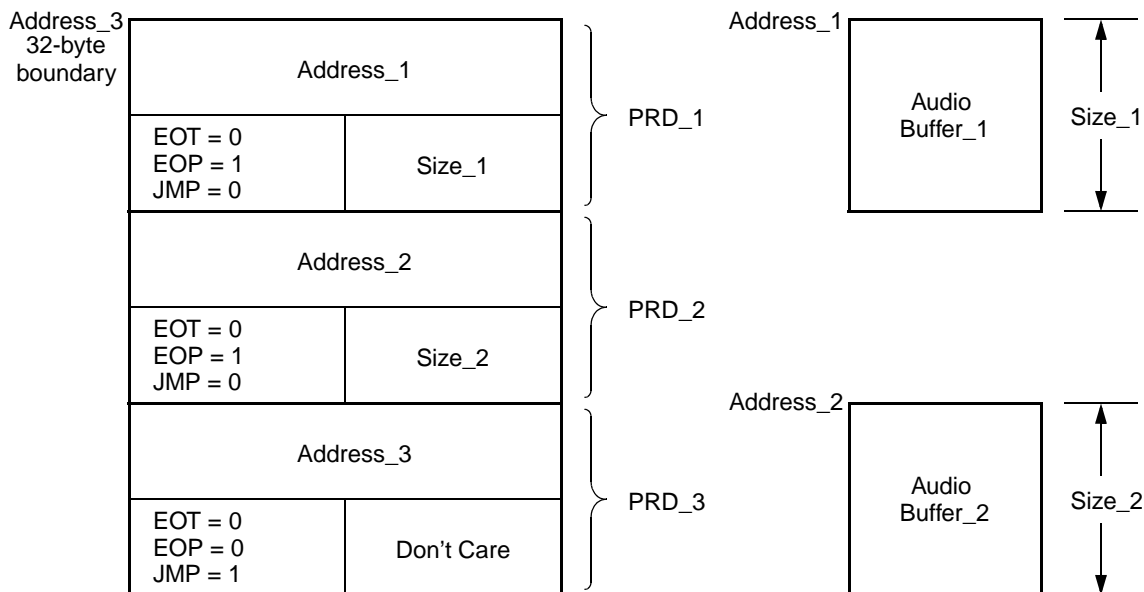 Address_3
32-byte
boundary
Address_1
EOT = 0
EOP = 1
JMP = 0
Size_1
PRD_1
Address_2
EOT = 0
EOP = 1
JMP = 0
Size_2
PRD_2
Address_3
EOT = 0
EOP = 0
JMP = 1
Don't Care
PRD_3
Address_1
Audio
Buffer_1
Size_1
Address_2
Audio
Buffer_2
Size_2